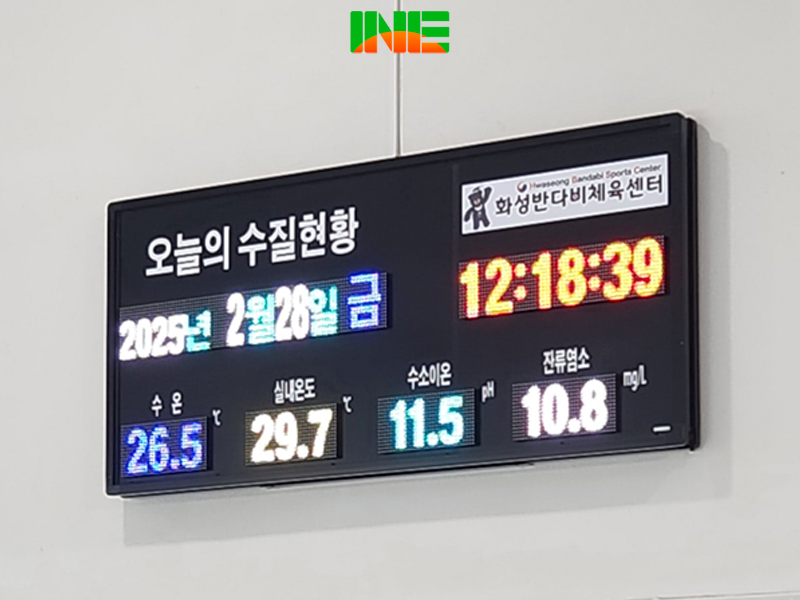 INE
Hwaseong Bandabi Sports Center
화성반다비체육센터
오늘의 수질현황
12:18:39
2025년 2월28일 금
수 온
26.5 ℃
실내온도
29.7 ℃
수소이온
11.5 pH
잔류염소
10.8 mg/L